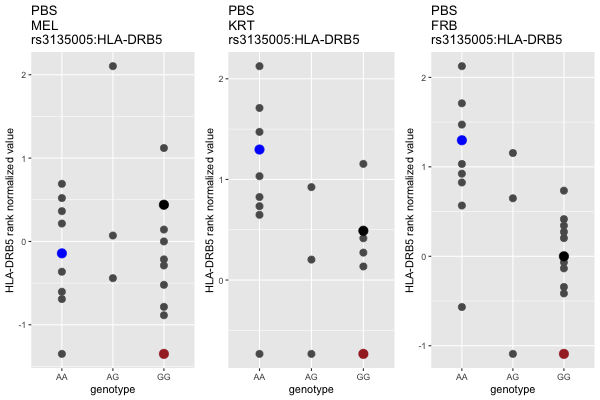 PBS
MEL
rs3135005:HLA-DRB5
HLA-DRB5 rank normalized value
2
1
0
-1
AA
AG
GG
genotype
PBS
KRT
rs3135005:HLA-DRB5
HLA-DRB5 rank normalized value
2
1
0
AA
AG
GG
genotype
PBS
FRB
rs3135005:HLA-DRB5
HLA-DRB5 rank normalized value
2
1
0
-1
AA
AG
GG
genotype